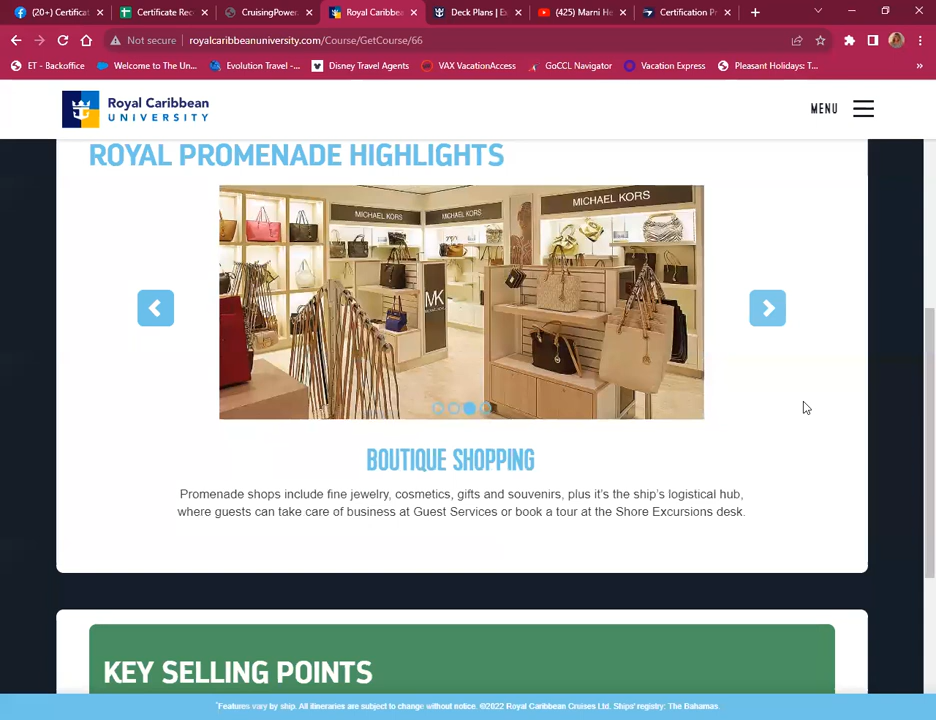 (20+) Certificat
Certificate Rec
CruisingPower.
Royal Caribbea
Deck Plans | Ex
(425) Marni He
Certification Pr
Not secure
royalcaribbeanuniversity.com/Course/GetCourse/66
ET - Backoffice
Welcome to The Un...
Evolution Travel -...
Disney Travel Agents
VAX VacationAccess
GoCCL Navigator
Vacation Express
Pleasant Holidays: T...
»
Royal Caribbean
UNIVERSITY
MENU
ROYAL PROMENADE HIGHLIGHTS
MICHAEL KORS
MICHAEL KORS
MICHAEL KORS
MK
BOUTIQUE SHOPPING
Promenade shops include fine jewelry, cosmetics, gifts and souvenirs, plus it's the ship's logistical hub,
where guests can take care of business at Guest Services or book a tour at the Shore Excursions desk.
KEY SELLING POINTS
*Features vary by ship. All itineraries are subject to change without notice. ©2022 Royal Caribbean Cruises Ltd. Ships' registry: The Bahamas.